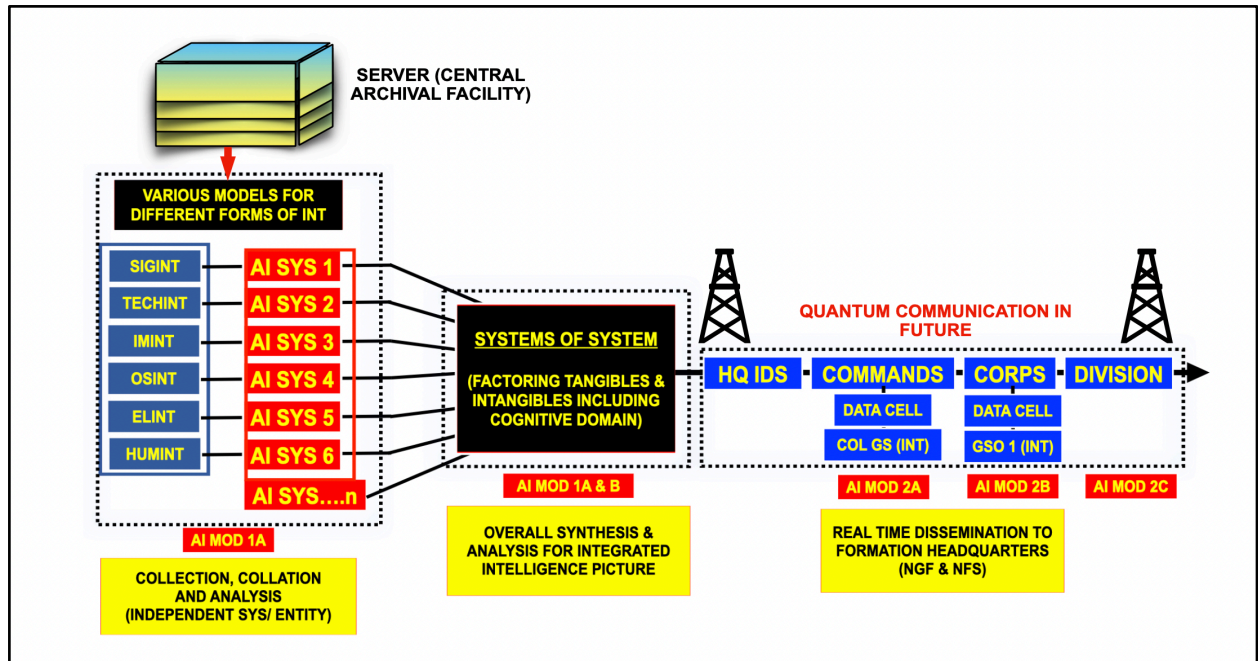 SERVER (CENTRAL
ARCHIVAL FACILITY)
VARIOUS MODELS FOR
DIFFERENT FORMS OF INT
SIGINT
AI SYS 1
TECHINT
AI SYS 2
IMINT
AI SYS 3
OSINT
AI SYS 4
ELINT
AI SYS 5
HUMINT
AI SYS 6
AI SYS....n
AI MOD 1A
COLLECTION, COLLATION
AND ANALYSIS
(INDEPENDENT SYS/ ENTITY)
SYSTEMS OF SYSTEM
(FACTORING TANGIBLES &
INTANGIBLES INCLUDING
COGNITIVE DOMAIN)
AI MOD 1A & B
OVERALL SYNTHESIS &
ANALYSIS FOR INTEGRATED
INTELLIGENCE PICTURE
QUANTUM COMMUNICATION IN
FUTURE
HQ IDS
COMMANDS
CORPS
DIVISION
DATA CELL
DATA CELL
COL GS (INT)
GSO 1 (INT)
AI MOD 2A
AI MOD 2B
AI MOD 2C
REAL TIME DISSEMINATION TO
FORMATION HEADQUARTERS
(NGF & NFS)